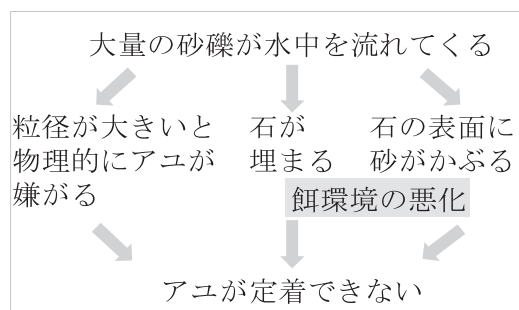 大量の砂礫が水中を流れてくる
粒径が大きいと
物理的にアユが
嫌がる
石が
埋まる
石の表面に
砂がかぶる
餌環境の悪化
アユが定着できない